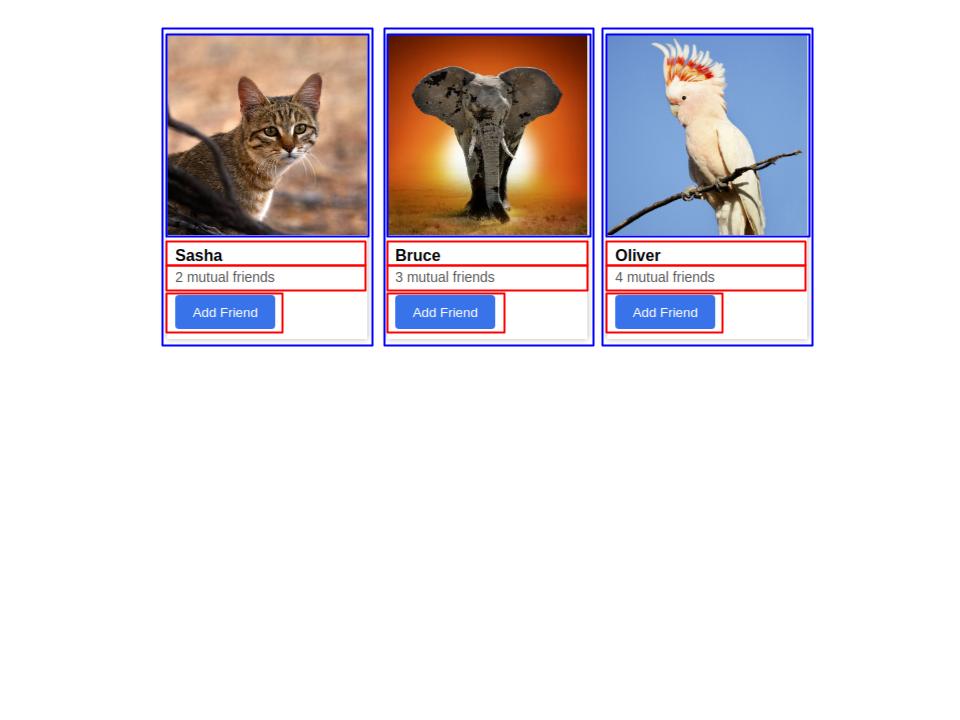 Sasha
2 mutual friends
Add Friend
Bruce
3 mutual friends
Add Friend
Oliver
4 mutual friends
Add Friend